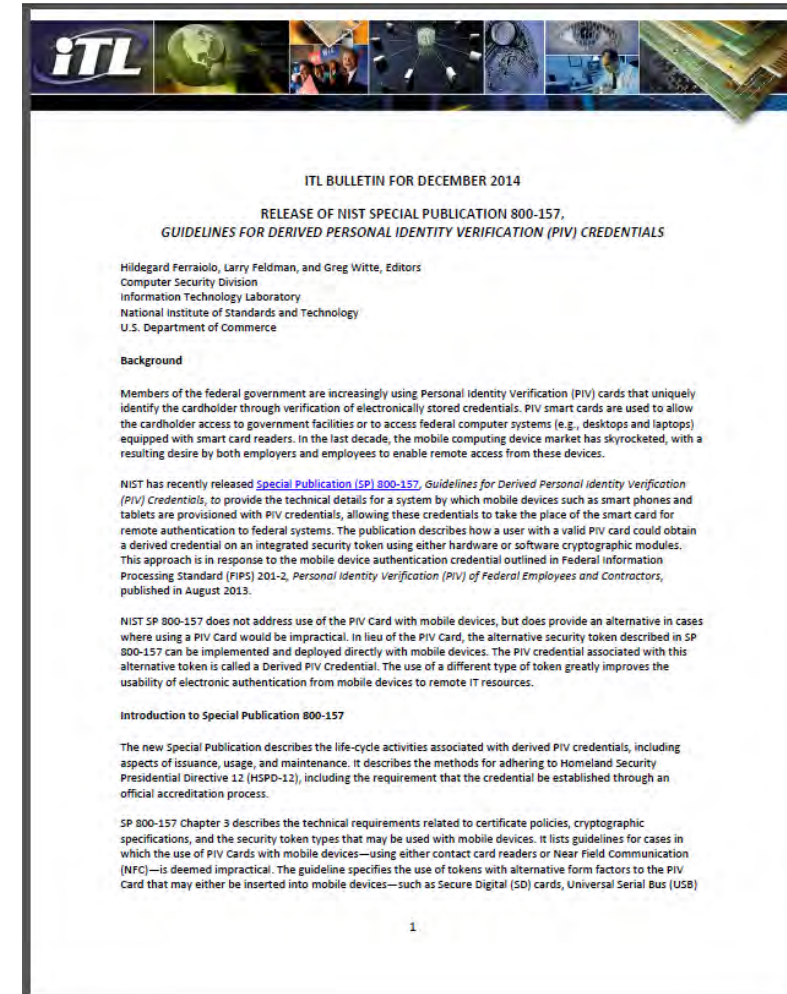 iTL
ITL BULLETIN FOR DECEMBER 2014
RELEASE OF NIST SPECIAL PUBLICATION 800-157,
GUIDELINES FOR DERIVED PERSONAL IDENTITY VERIFICATION (PIV) CREDENTIALS
Hildegard Ferraiolo, Larry Feldman, and Greg Witte, Editors
Computer Security Division
Information Technology Laboratory
National Institute of Standards and Technology
U.S. Department of Commerce
Background
Members of the federal government are increasingly using Personal Identity Verification (PIV) cards that uniquely
identify the cardholder through verification of electronically stored credentials. PIV smart cards are used to allow
the cardholder access to government facilities or to access federal computer systems (e.g., desktops and laptops)
equipped with smart card readers. In the last decade, the mobile computing device market has skyrocketed, with a
resulting desire by both employers and employees to enable remote access from these devices.
NIST has recently released Special Publication (SP) 800-157, Guidelines for Derived Personal Identity Verification
(PIV) Credentials, to provide the technical details for a system by which mobile devices such as smart phones and
tablets are provisioned with PIV credentials, allowing these credentials to take the place of the smart card for
remote authentication to federal systems. The publication describes how a user with a valid PIV card could obtain
a derived credential on an integrated security token using either hardware or software cryptographic modules.
This approach is in response to the mobile device authentication credential outlined in Federal Information
Processing Standard (FIPS) 201-2, Personal Identity Verification (PIV) of Federal Employees and Contractors,
published in August 2013.
NIST SP 800-157 does not address use of the PIV Card with mobile devices, but does provide an alternative in cases
where using a PIV Card would be impractical. In lieu of the PIV Card, the alternative security token described in SP
800-157 can be implemented and deployed directly with mobile devices. The PIV credential associated with this
alternative token is called a Derived PIV Credential. The use of a different type of token greatly improves the
usability of electronic authentication from mobile devices to remote IT resources.
Introduction to Special Publication 800-157
The new Special Publication describes the life-cycle activities associated with derived PIV credentials, including
aspects of issuance, usage, and maintenance. It describes the methods for adhering to Homeland Security
Presidential Directive 12 (HSPD-12), including the requirement that the credential be established through an
official accreditation process.
SP 800-157 Chapter 3 describes the technical requirements related to certificate policies, cryptographic
specifications, and the security token types that may be used with mobile devices. It lists guidelines for cases in
which the use of PIV Cards with mobile devices—using either contact card readers or Near Field Communication
(NFC)—is deemed impractical. The guideline specifies the use of tokens with alternative form factors to the PIV
Card that may either be inserted into mobile devices—such as Secure Digital (SD) cards, Universal Serial Bus (USB)
1